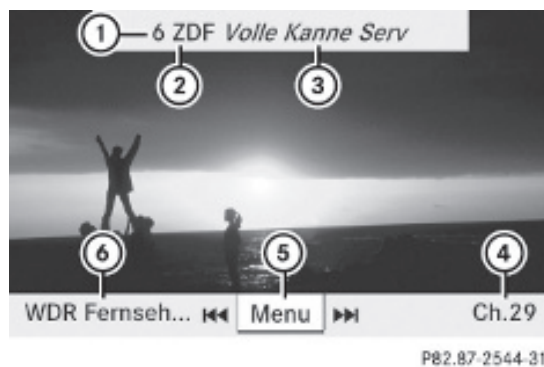 1 6 ZDF Volle Kanne Serv
2 3
6 5 4
WDR Fernseh... Menu Ch.29
P82.87-2544-31